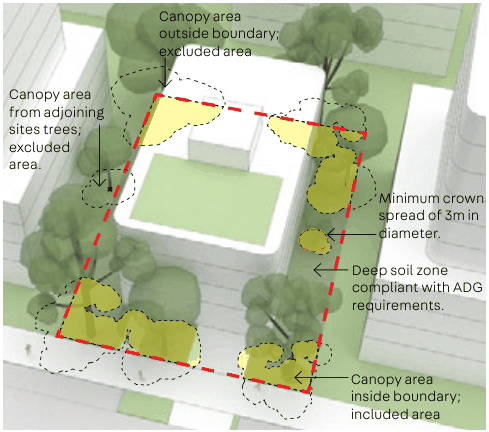 Canopy area
outside boundary;
excluded area
Canopy area
from adjoining
sites trees;
excluded
area.
Minimum crown
spread of 3m in
diameter.
Deep soil zone
compliant with ADG
requirements.
Canopy area
inside boundary;
included area